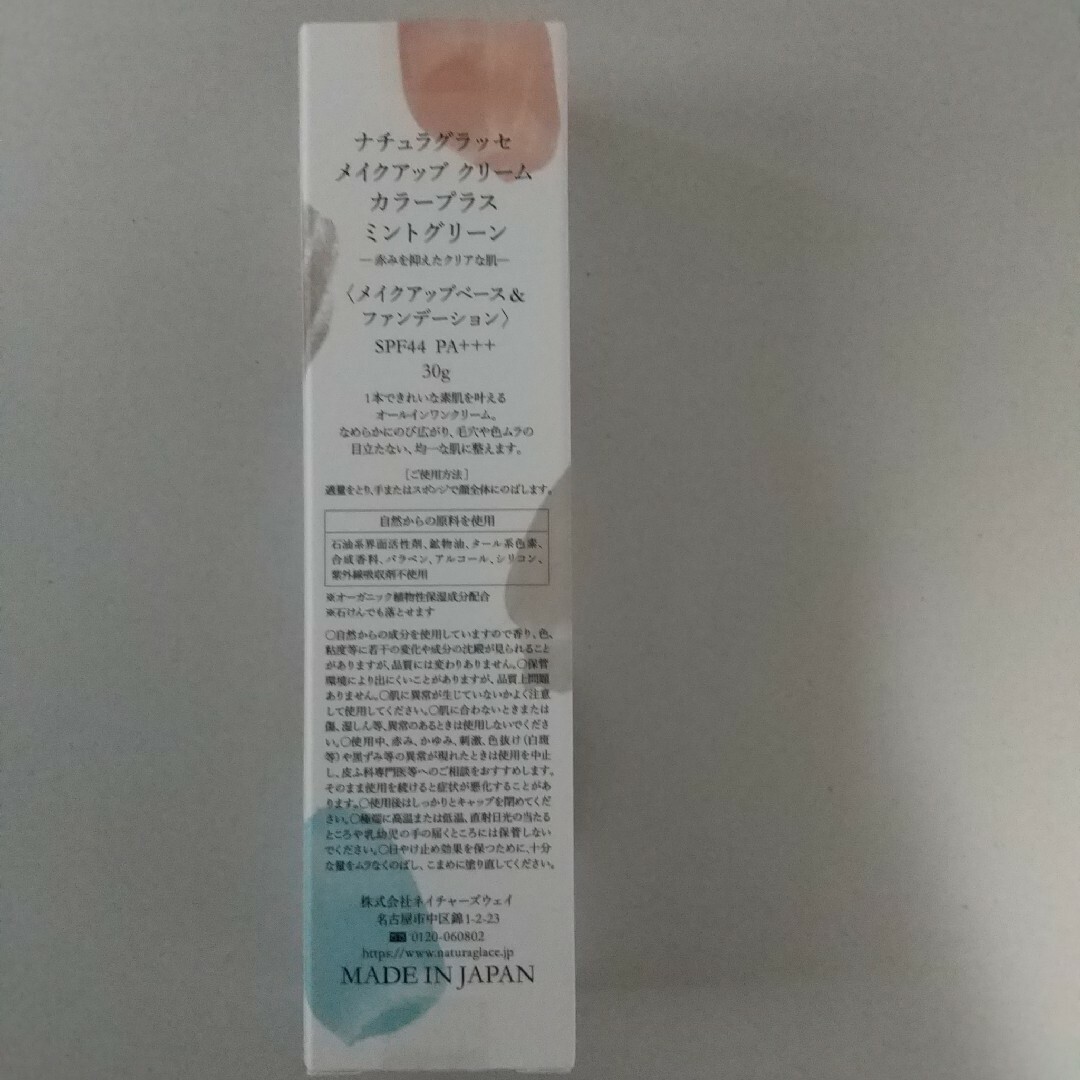 ナチュラグラッセ
メイクアップ クリーム
カラープラス
ミントグリーン
―赤みを抑えたクリアな肌―
〈メイクアップベース&
ファンデーション〉
SPF44 PA+++
30g
1本できれいな素肌を叶える
オールインワンクリーム。
なめらかにのび広がり、毛穴や色ムラの
目立たない、均一な肌に整えます。
[ご使用方法]
適量をとり、手またはスポンジで顔全体にのばします。
自然からの原料を使用
石油系界面活性剤、鉱物油、タール系色素、
合成香料、パラベン、アルコール、シリコン、
紫外線吸収剤不使用
※オーガニック植物性保湿成分配合
※石けんでも落とせます
○自然からの成分を使用していますので香り、色、
粘度等に若干の変化や成分の沈殿が見られること
がありますが、品質には変わりありません。○保管
環境により出にくいことがありますが、品質上問題
ありません。○肌に異常が生じていないかよく注意
して使用してください。○肌に合わないときまたは
傷、湿しん等、異常のあるときは使用しないでくださ
い。○使用中、赤み、かゆみ、刺激、色抜け(白斑
等)や黒ずみ等の異常が現れたときは使用を中止
し、皮ふ科専門医等へのご相談をおすすめします。
そのまま使用を続けると症状が悪化することがあ
ります。○使用後はしっかりとキャップを閉めてくだ
さい。○極端に高温または低温、直射日光の当たる
ところや乳幼児の手の届くところには保管しない
でください。○日やけ止め効果を保つために、十分
な量をムラなくのばし、こまめに塗り直してください。
株式会社ネイチャーズウェイ
名古屋市中区錦1-2-23
0120-060802
https://www.naturaglace.jp
MADE IN JAPAN